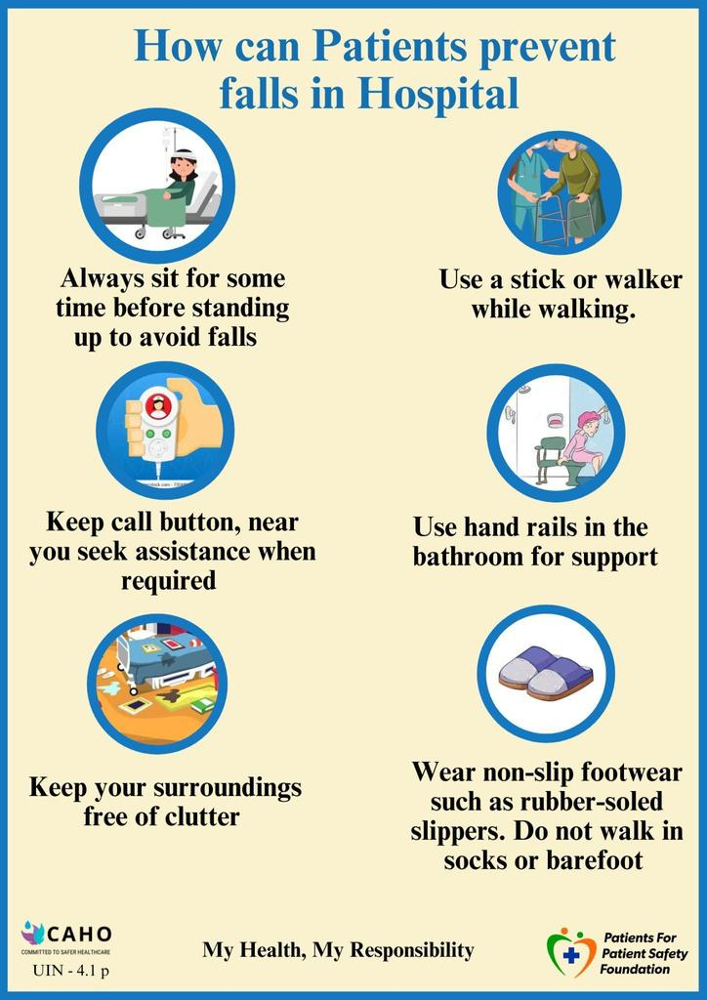 How can Patients prevent
falls in Hospital
Always sit for some
time before standing
up to avoid falls
Use a stick or walker
while walking.
Keep call button, near
you seek assistance when
required
Use hand rails in the
bathroom for support
Keep your surroundings
free of clutter
Wear non-slip footwear
such as rubber-soled
slippers. Do not walk in
socks or barefoot
CAHO
COMMITTED TO SAFER HEALTHCARE
UIN - 4.1 p
My Health, My Responsibility
Patients For
Patient Safety
Foundation